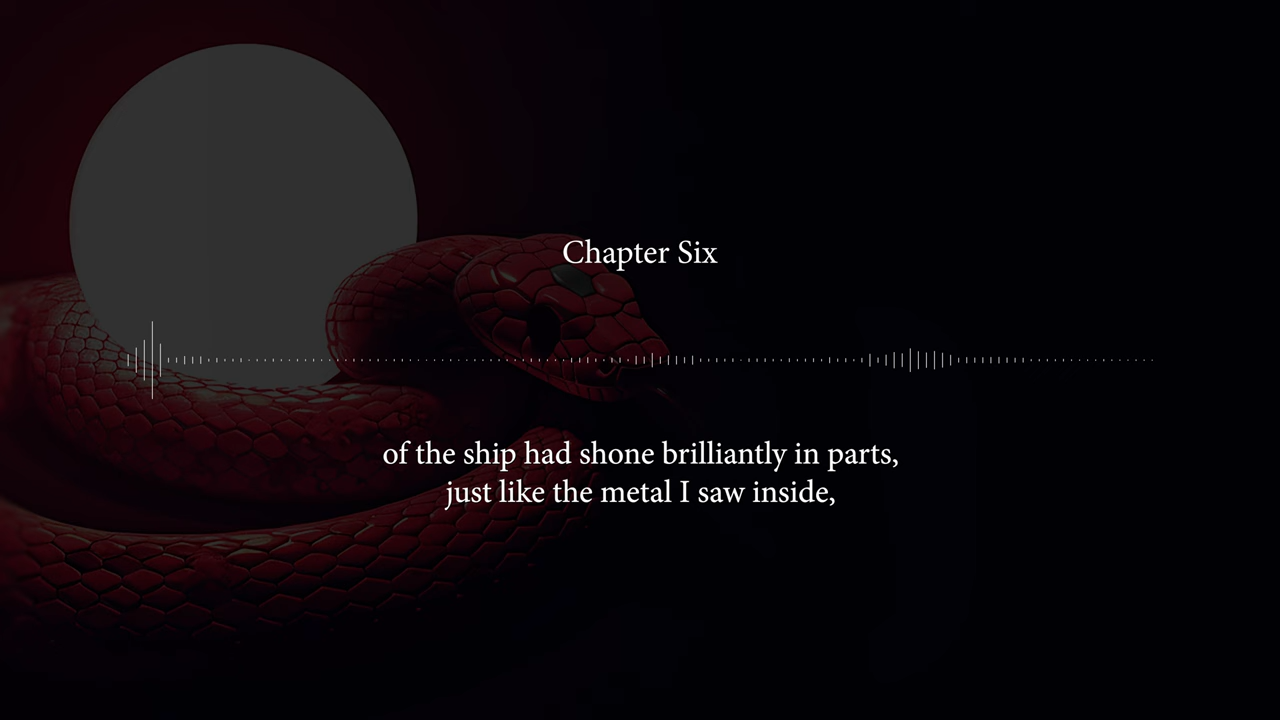 Chapter Six
of the ship had shone brilliantly in parts,
just like the metal I saw inside,